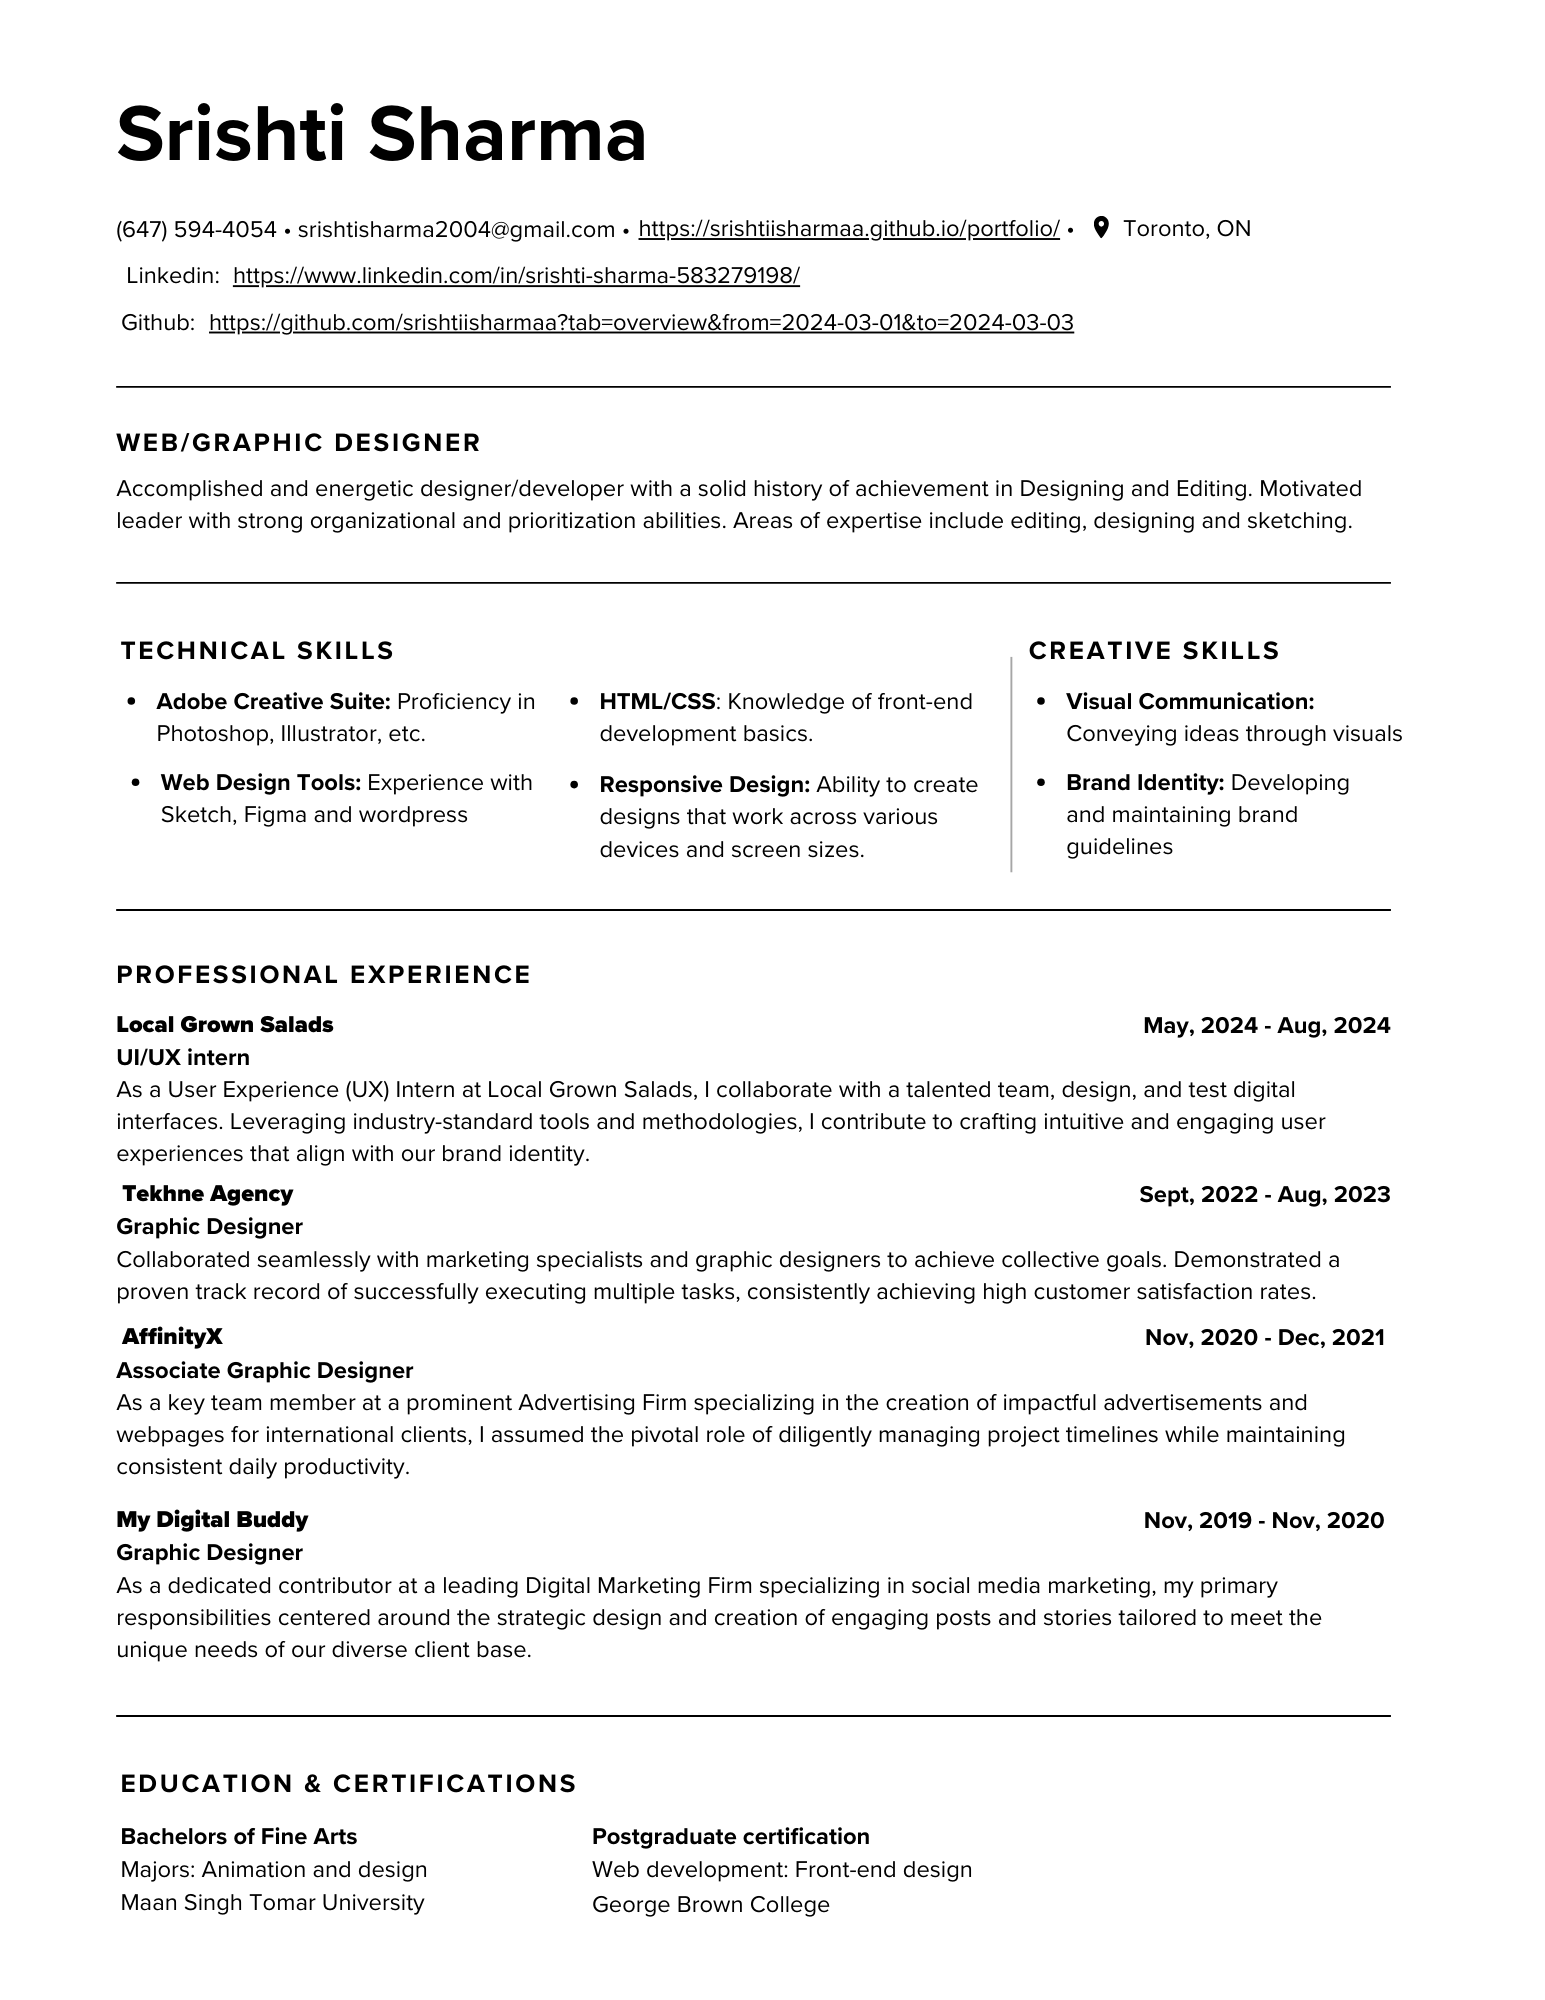 Srishti Sharma
(647) 594-4054 • srishtisharma2004@gmail.com • https://srishtiisharmaa.github.io/portfolio/ • Toronto, ON
Linkedin: https://www.linkedin.com/in/srishti-sharma-583279198/
Github: https://github.com/srishtiisharmaa?tab=overview&from=2024-03-01&to=2024-03-03
WEB/GRAPHIC DESIGNER
Accomplished and energetic designer/developer with a solid history of achievement in Designing and Editing. Motivated
leader with strong organizational and prioritization abilities. Areas of expertise include editing, designing and sketching.
TECHNICAL SKILLS
• Adobe Creative Suite: Proficiency in
Photoshop, Illustrator, etc.
• Web Design Tools: Experience with
Sketch, Figma and wordpress
• HTML/CSS: Knowledge of front-end
development basics.
• Responsive Design: Ability to create
designs that work across various
devices and screen sizes.
CREATIVE SKILLS
• Visual Communication:
Conveying ideas through visuals
• Brand Identity: Developing
and maintaining brand
guidelines
PROFESSIONAL EXPERIENCE
Local Grown Salads May, 2024 - Aug, 2024
UI/UX intern
As a User Experience (UX) Intern at Local Grown Salads, I collaborate with a talented team, design, and test digital
interfaces. Leveraging industry-standard tools and methodologies, I contribute to crafting intuitive and engaging user
experiences that align with our brand identity.
Tekhne Agency Sept, 2022 - Aug, 2023
Graphic Designer
Collaborated seamlessly with marketing specialists and graphic designers to achieve collective goals. Demonstrated a
proven track record of successfully executing multiple tasks, consistently achieving high customer satisfaction rates.
AffinityX Nov, 2020 - Dec, 2021
Associate Graphic Designer
As a key team member at a prominent Advertising Firm specializing in the creation of impactful advertisements and
webpages for international clients, I assumed the pivotal role of diligently managing project timelines while maintaining
consistent daily productivity.
My Digital Buddy Nov, 2019 - Nov, 2020
Graphic Designer
As a dedicated contributor at a leading Digital Marketing Firm specializing in social media marketing, my primary
responsibilities centered around the strategic design and creation of engaging posts and stories tailored to meet the
unique needs of our diverse client base.
EDUCATION & CERTIFICATIONS
Bachelors of Fine Arts
Majors: Animation and design
Maan Singh Tomar University
Postgraduate certification
Web development: Front-end design
George Brown College